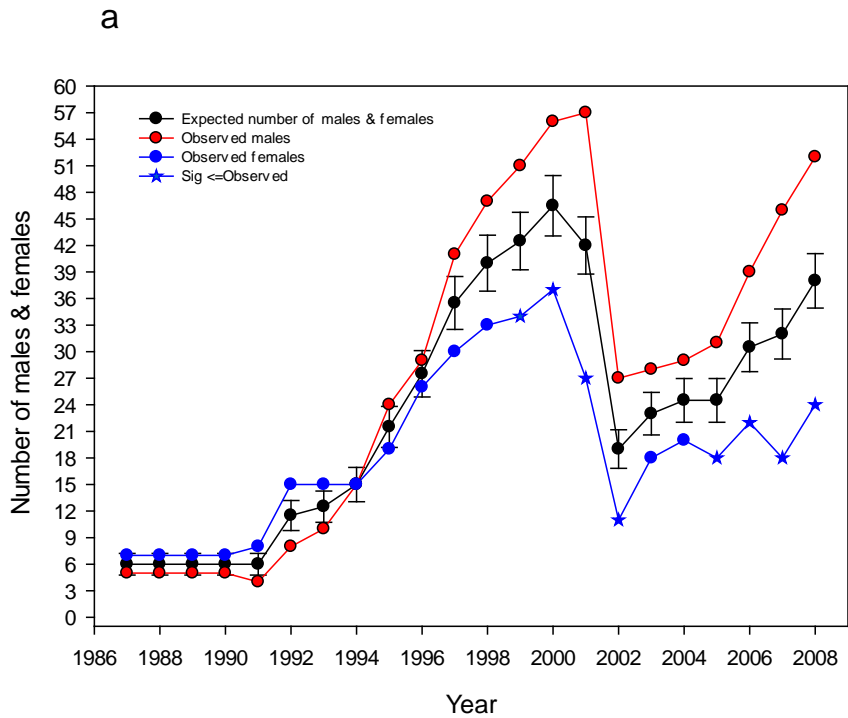 a
60
57
54
51
48
45
42
39
36
33
30
27
24
21
18
15
12
9
6
3
0
Number of males & females
Expected number of males & females
Observed males
Observed females
Sig <=Observed
1986 1988 1990 1992 1994 1996 1998 2000 2002 2004 2006 2008
Year